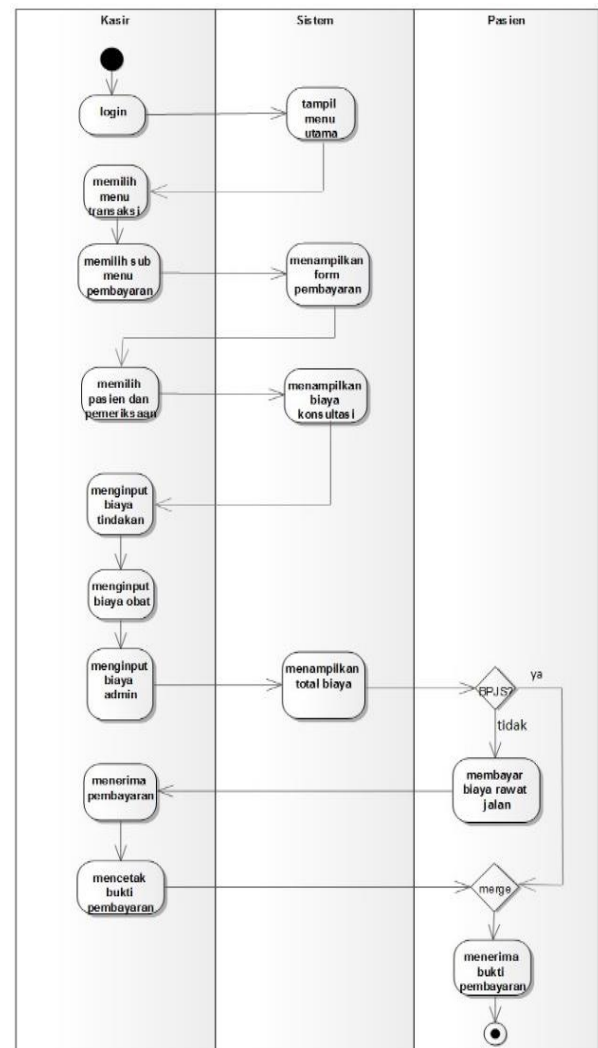 Kasir
Sistem
Pasien
login
tampil
menu
utama
memilih
menu
transaksi
memilih sub
menu
pembayaran
menampilkan
form
pembayaran
memilih
pasien dan
pemeriksaan
menampilkan
biaya
konsultasi
menginput
biaya
tindakan
menginput
biaya obat
menginput
biaya
admin
menampilkan
total biaya
BPJS?
ya
tidak
membayar
biaya rawat
jalan
menerima
pembayaran
mencetak
bukti
pembayaran
merge
menerima
bukti
pembayaran